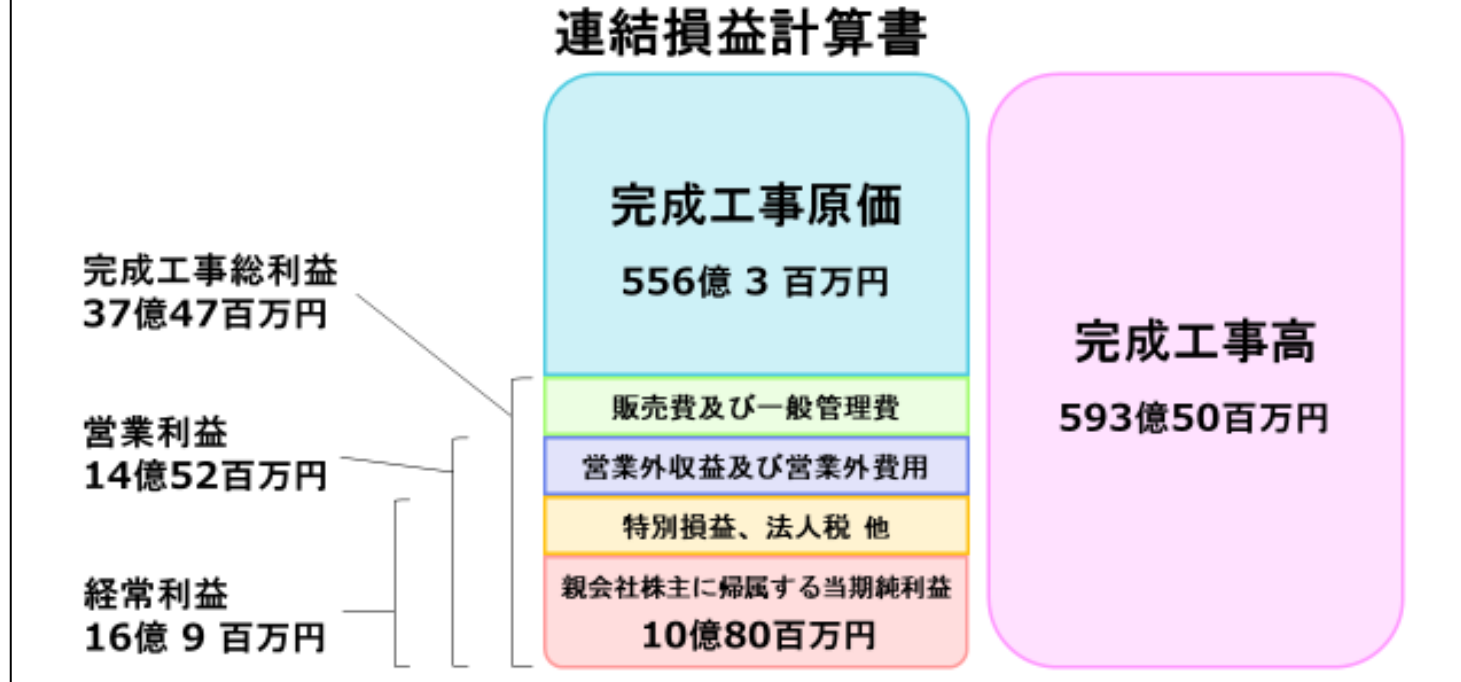 連結損益計算書
完成工事原価
556億 3 百万円
完成工事総利益
37億47百万円
販売費及び一般管理費
営業利益
14億52百万円
営業外収益及び営業外費用
特別損益、法人税 他
経常利益
16億 9 百万円
親会社株主に帰属する当期純利益
10億80百万円
完成工事高
593億50百万円